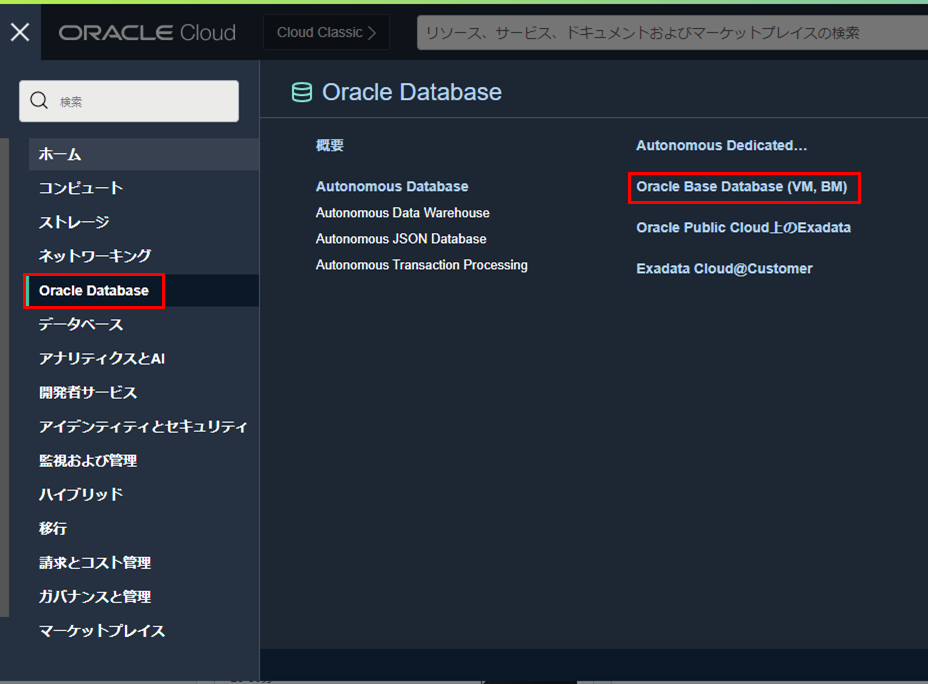 ORACLE Cloud
Cloud Classic
リソース、サービス、ドキュメントおよびマーケットプレイスの検索
検索
ホーム
コンピュート
ストレージ
ネットワーキング
Oracle Database
データベース
アナリティクスとAI
開発者サービス
アイデンティティとセキュリティ
監視および管理
ハイブリッド
移行
請求とコスト管理
ガバナンスと管理
マーケットプレイス
Oracle Database
概要
Autonomous Database
Autonomous Data Warehouse
Autonomous JSON Database
Autonomous Transaction Processing
Autonomous Dedicated…
Oracle Base Database (VM, BM)
Oracle Public Cloud上のExadata
Exadata Cloud@Customer